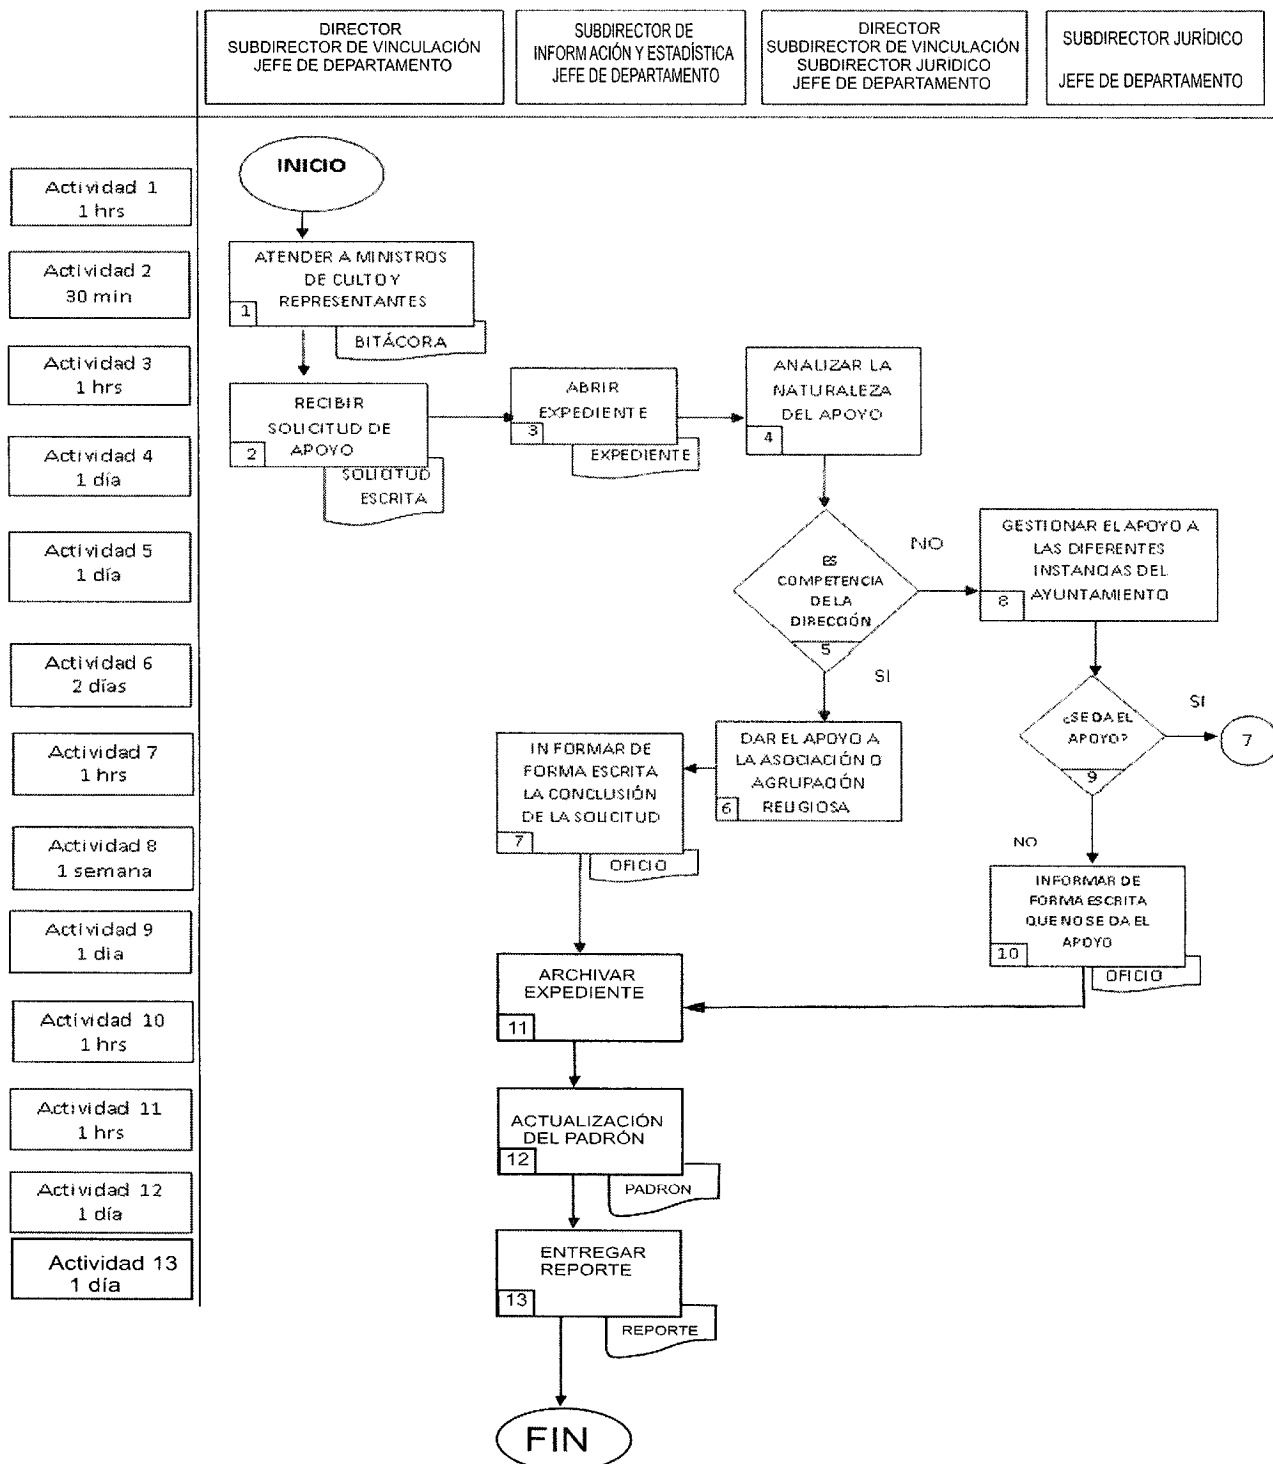 DIRECTOR
SUBDIRECTOR DE VINCULACIÓN
JEFE DE DEPARTAMENTO
SUBDIRECTOR DE
INFORMACIÓN Y ESTADÍSTICA
JEFE DE DEPARTAMENTO
DIRECTOR
SUBDIRECTOR DE VINCULACIÓN
SUBDIRECTOR JURÍDICO
JEFE DE DEPARTAMENTO
SUBDIRECTOR JURÍDICO
JEFE DE DEPARTAMENTO
Actividad 1
1 hrs
Actividad 2
30 min
Actividad 3
1 hrs
Actividad 4
1 día
Actividad 5
1 día
Actividad 6
2 días
Actividad 7
1 hrs
Actividad 8
1 semana
Actividad 9
1 dia
Actividad 10
1 hrs
Actividad 11
1 hrs
Actividad 12
1 día
Actividad 13
1 día
INICIO
ATENDER A MINISTROS
DE CULTO Y
REPRESENTANTES
1
BITÁCORA
RECIBIR
SOLICITUD DE
APOYO
2
SOLICITUD
ESCRITA
ABRIR
EXPEDIENTE
3
EXPEDIENTE
ANALIZAR LA
NATURALEZA
DEL APOYO
4
ES
COMPETENCIA
DE LA
DIRECCIÓN
5
NO
SI
GESTIONAR EL APOYO A
LAS DIFERENTES
INSTANCIAS DEL
AYUNTAMIENTO
8
¿SE DA EL
APOYO?
9
SI
7
NO
DAR EL APOYO A
LA ASOCIACIÓN O
AGRUPACIÓN
RELIGIOSA
6
INFORMAR DE
FORMA ESCRITA
LA CONCLUSIÓN
DE LA SOLICITUD
7
OFICIO
INFORMAR DE
FORMA ESCRITA
QUE NO SE DA EL
APOYO
10
OFICIO
ARCHIVAR
EXPEDIENTE
11
ACTUALIZACIÓN
DEL PADRÓN
12
PADRON
ENTREGAR
REPORTE
13
REPORTE
FIN